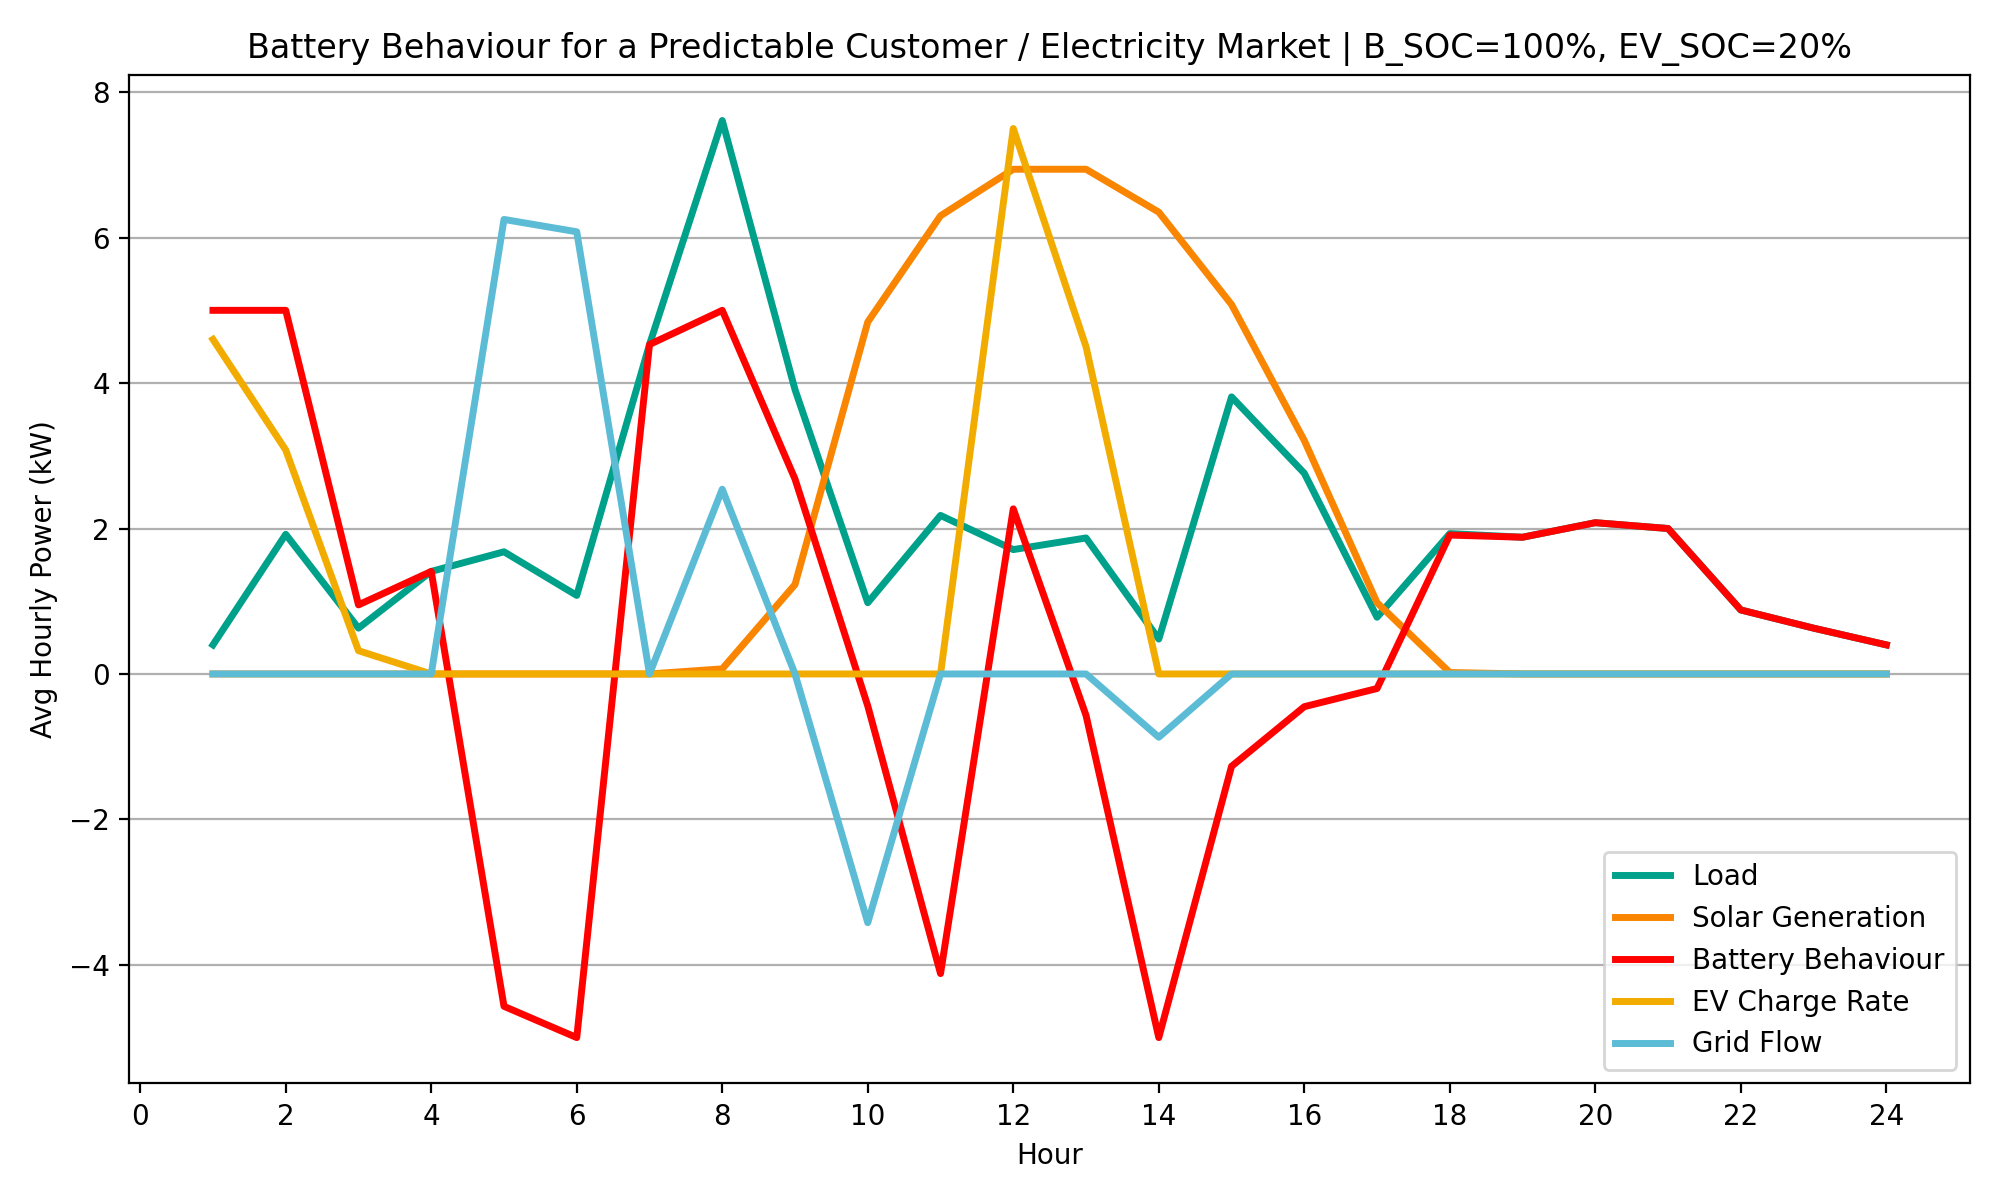 Battery Behaviour for a Predictable Customer / Electricity Market | B_SOC=100%, EV_SOC=20%
8
6
4
2
0
−2
−4
Avg Hourly Power (kW)
Load
Solar Generation
Battery Behaviour
EV Charge Rate
Grid Flow
0 2 4 6 8 10 12 14 16 18 20 22 24
Hour